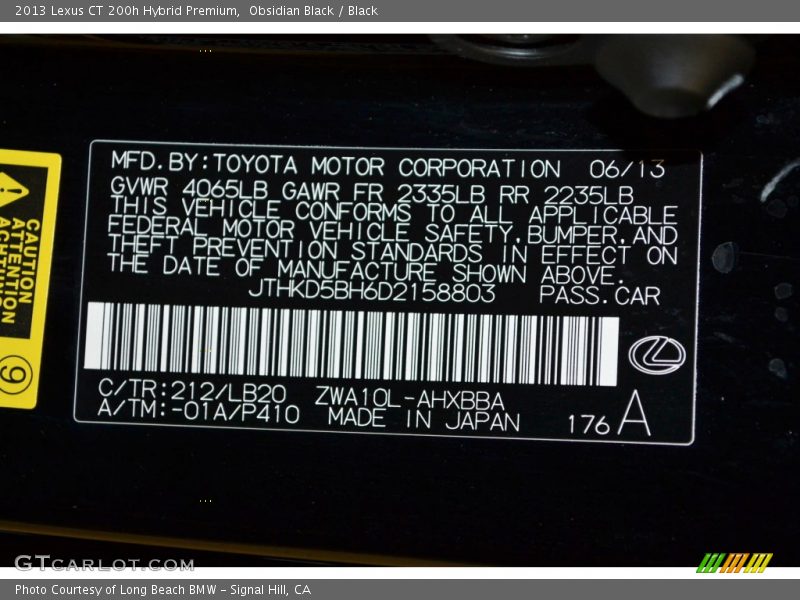 2013 Lexus CT 200h Hybrid Premium,  Obsidian Black / Black
MFD.BY:TOYOTA MOTOR CORPORATION 06/13
GVWR 4065LB GAWR FR 2335LB RR 2235LB
THIS VEHICLE CONFORMS TO ALL APPLICABLE
FEDERAL MOTOR VEHICLE SAFETY,BUMPER,AND
THEFT PREVENTION STANDARDS IN EFFECT ON
THE DATE OF MANUFACTURE SHOWN ABOVE.
JTHKD5BH6D2158803 PASS.CAR
C/TR:212/LB20 ZWA10L-AHXBBA
A/TM:-01A/P410 MADE IN JAPAN 176 A
CAUTION
ATTENTION
ACHTUNG
9
GTCARLOT.COM
Photo Courtesy of Long Beach BMW - Signal Hill, CA